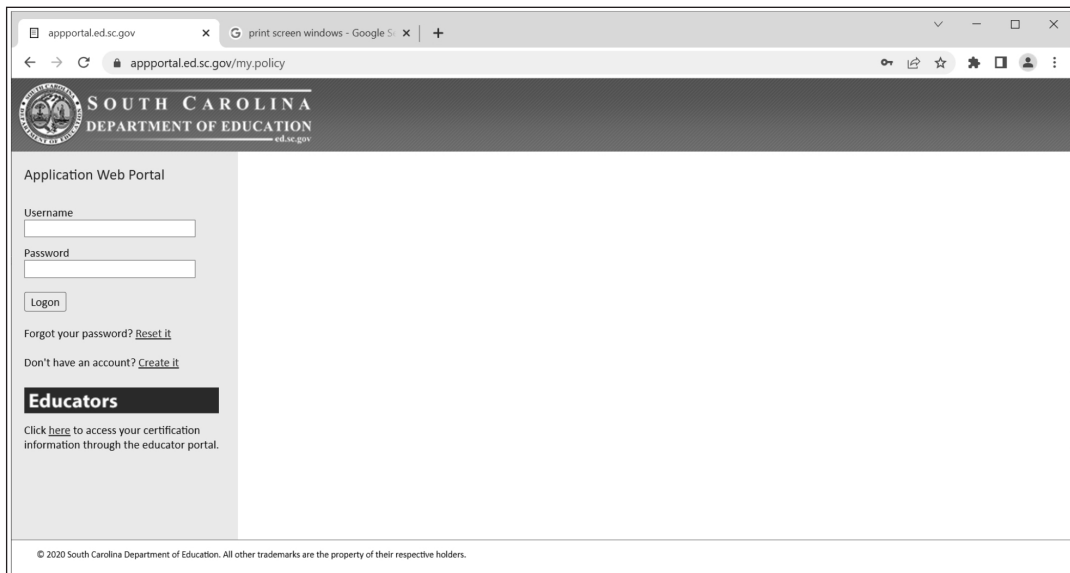 appportal.ed.sc.gov
print screen windows - Google S
appportal.ed.sc.gov/my.policy
SOUTH CAROLINA
DEPARTMENT OF EDUCATION
ed.sc.gov
Application Web Portal
Username
Password
Logon
Forgot your password? Reset it
Don't have an account? Create it
Educators
Click here to access your certification
information through the educator portal.
© 2020 South Carolina Department of Education. All other trademarks are the property of their respective holders.